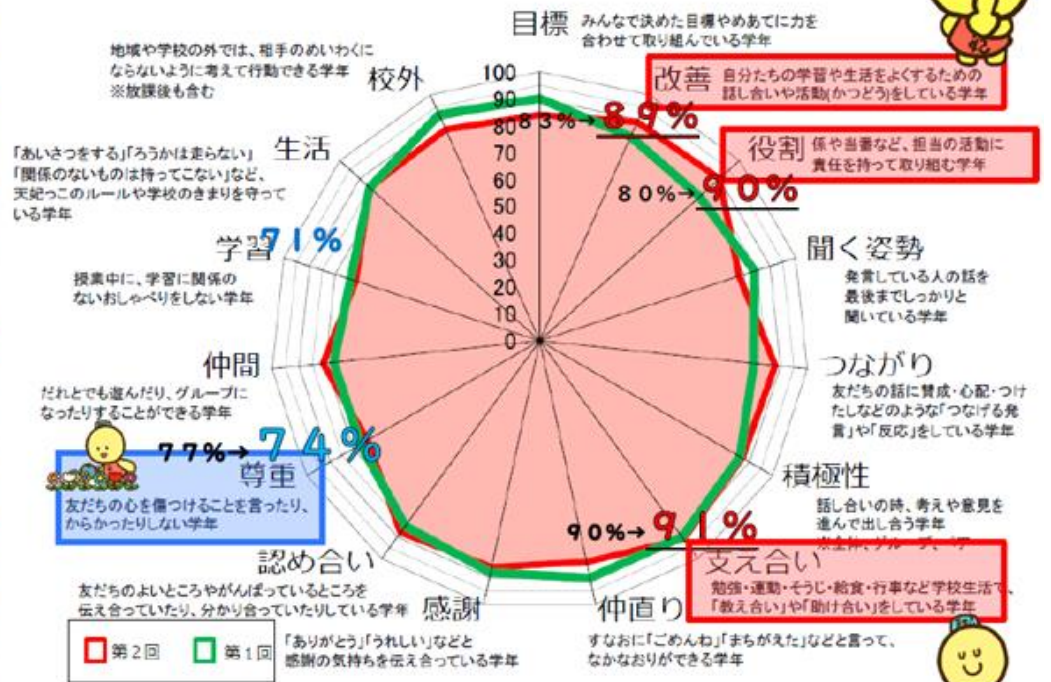 目標
みんなで決めた目標やめあてに力を
合わせて取り組んでいる学年
改善
自分たちの学習や生活をよくするための
話し合いや活動(かつどう)をしている学年
83%→89%
役割
係や当番など、担当の活動に
責任を持って取り組む学年
80%→90%
聞く姿勢
発言している人の話を
最後までしっかりと
聞いている学年
つながり
友だちの話に賛成・心配・つけ
たしなどのような「つなげる発
言」や「反応」をしている学年
積極性
話し合いの時、考えや意見を
進んで出し合う学年
90%→91%
支え合い
勉強・運動・そうじ・給食・行事など学校生活で、
「教え合い」や「助け合い」をしている学年
仲直り
すなおに「ごめんね」「まちがえた」などと言って、
なかなおりができる学年
感謝
「ありがとう」「うれしい」などと
感謝の気持ちを伝え合っている学年
認め合い
友だちのよいところやがんばっているところを
伝え合っていたり、分かり合っていたりしている学年
77%→74%
尊重
友だちの心を傷つけることを言ったり、
からかったりしない学年
仲間
だれとでも遊んだり、グループに
なったりすることができる学年
学習
71%
授業中に、学習に関係の
ないおしゃべりをしない学年
生活
「あいさつをする」「ろうかは走らない」
「関係のないものは持ってこない」など、
天妃っこのルールや学校のきまりを守って
いる学年
校外
地域や学校の外では、相手のめいわくに
ならないように考えて行動できる学年
※放課後も含む
100
90
80
70
60
50
40
30
20
10
0
第2回
第1回